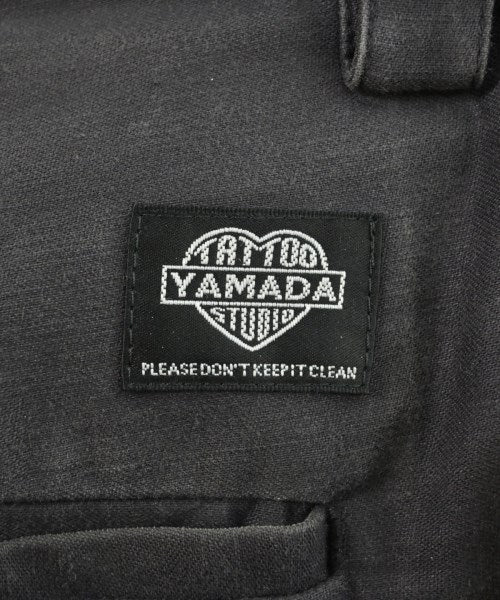 TATTOO
YAMADA
STUDIO
PLEASE DON'T KEEP IT CLEAN